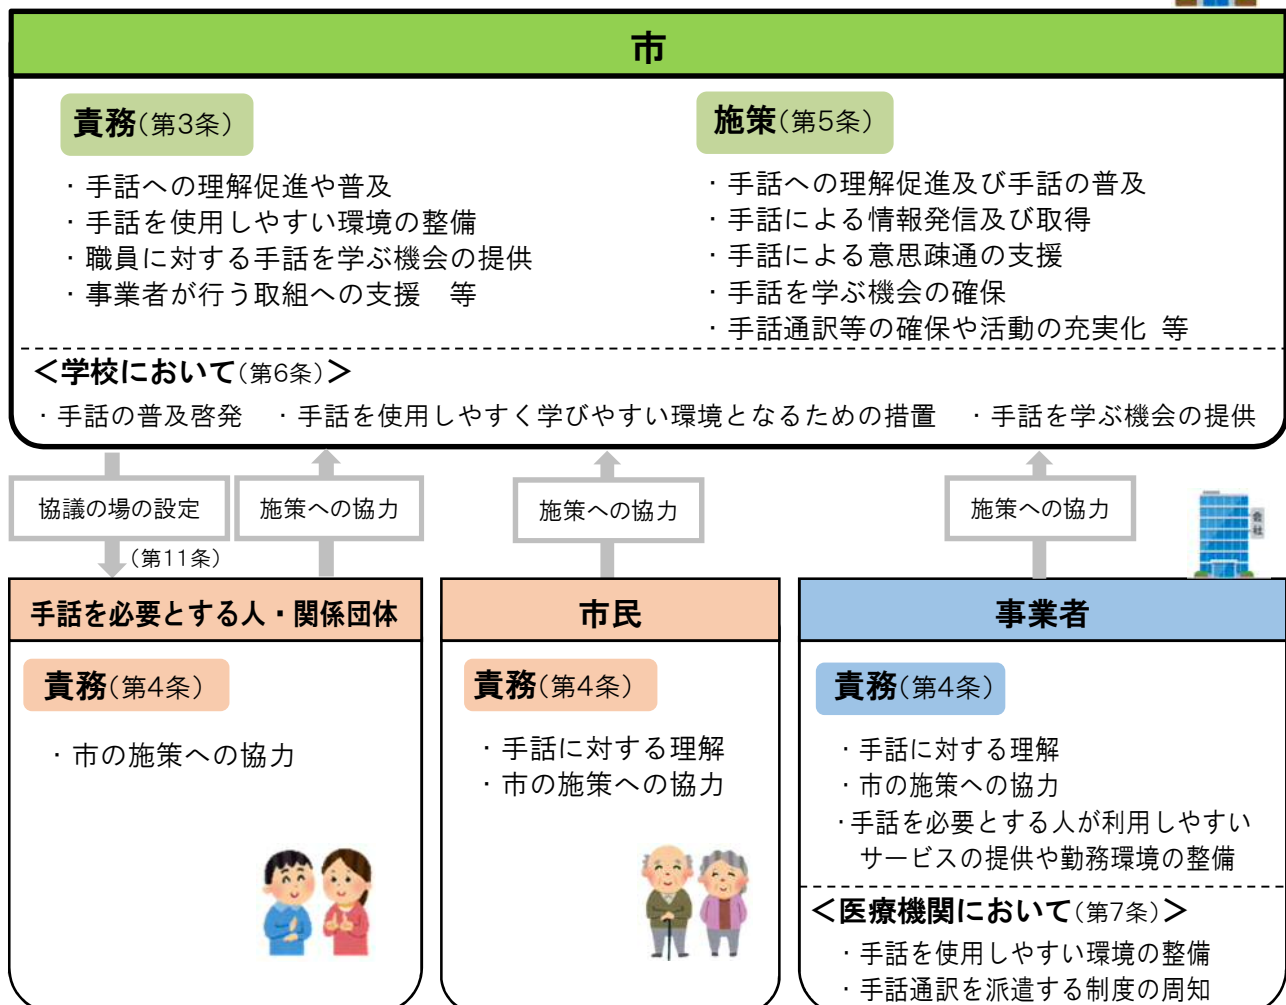 市
責務(第3条)
・手話への理解促進や普及
・手話を使用しやすい環境の整備
・職員に対する手話を学ぶ機会の提供
・事業者が行う取組への支援　等
施策(第5条)
・手話への理解促進及び手話の普及
・手話による情報発信及び取得
・手話による意思疎通の支援
・手話を学ぶ機会の確保
・手話通訳等の確保や活動の充実化 等
＜学校において(第6条)＞
・手話の普及啓発　・手話を使用しやすく学びやすい環境となるための措置　・手話を学ぶ機会の提供
協議の場の設定
(第11条)
施策への協力
施策への協力
施策への協力
会社
手話を必要とする人・関係団体
責務(第4条)
・市の施策への協力
市民
責務(第4条)
・手話に対する理解
・市の施策への協力
事業者
責務(第4条)
・手話に対する理解
・市の施策への協力
・手話を必要とする人が利用しやすい
サービスの提供や勤務環境の整備
＜医療機関において(第7条)＞
・手話を使用しやすい環境の整備
・手話通訳を派遣する制度の周知